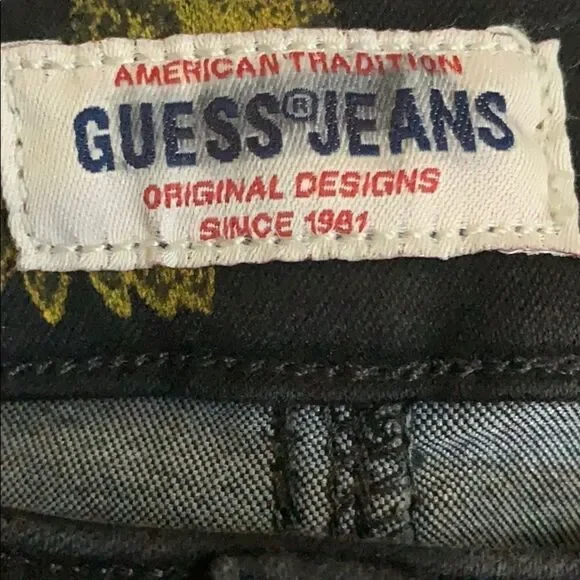 AMERICAN TRADITION
GUESS® JEANS
ORIGINAL DESIGNS
SINCE 1981